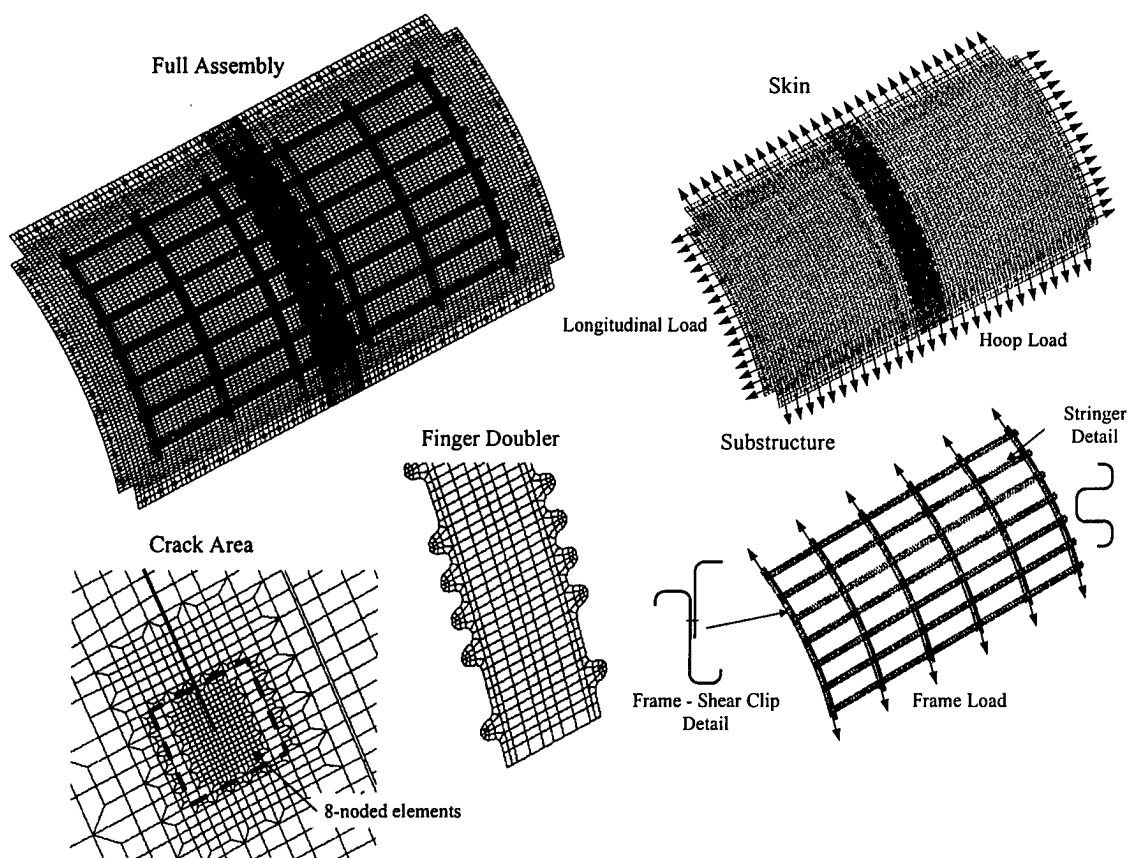 Full Assembly
Skin
Longitudinal Load
Hoop Load
Substructure
Stringer
Detail
Finger Doubler
Crack Area
Frame - Shear Clip
Detail
Frame Load
8-noded elements